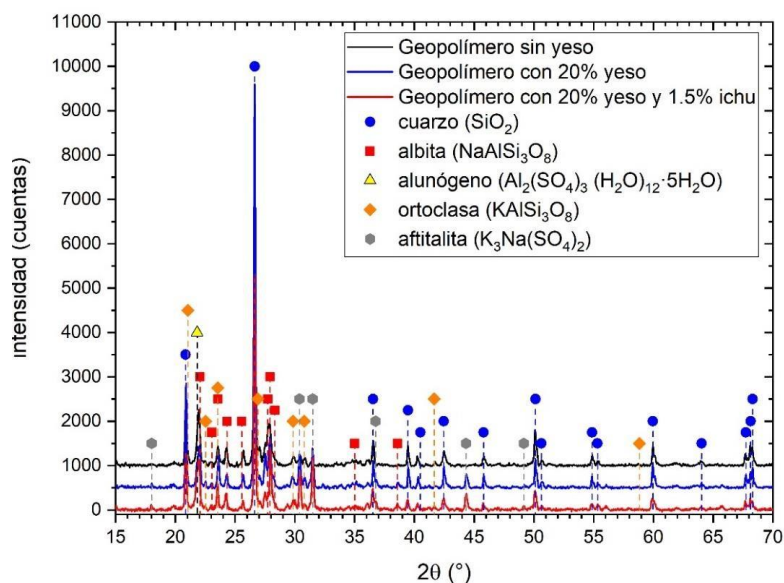 Geopolímero sin yeso
Geopolímero con 20% yeso
Geopolímero con 20% yeso y 1.5% ichu
cuarzo (SiO₂)
albita (NaAlSi₃O₈)
alunógeno (Al₂(SO₄)₃ (H₂O)₁₂·5H₂O)
ortoclasa (KAlSi₃O₈)
aftitalita (K₃Na(SO₄)₂)
intensidad (cuentas)
10000
9000
8000
7000
6000
5000
4000
3000
2000
1000
0
15 20 25 30 35 40 45 50 55 60 65 70
2θ (°)